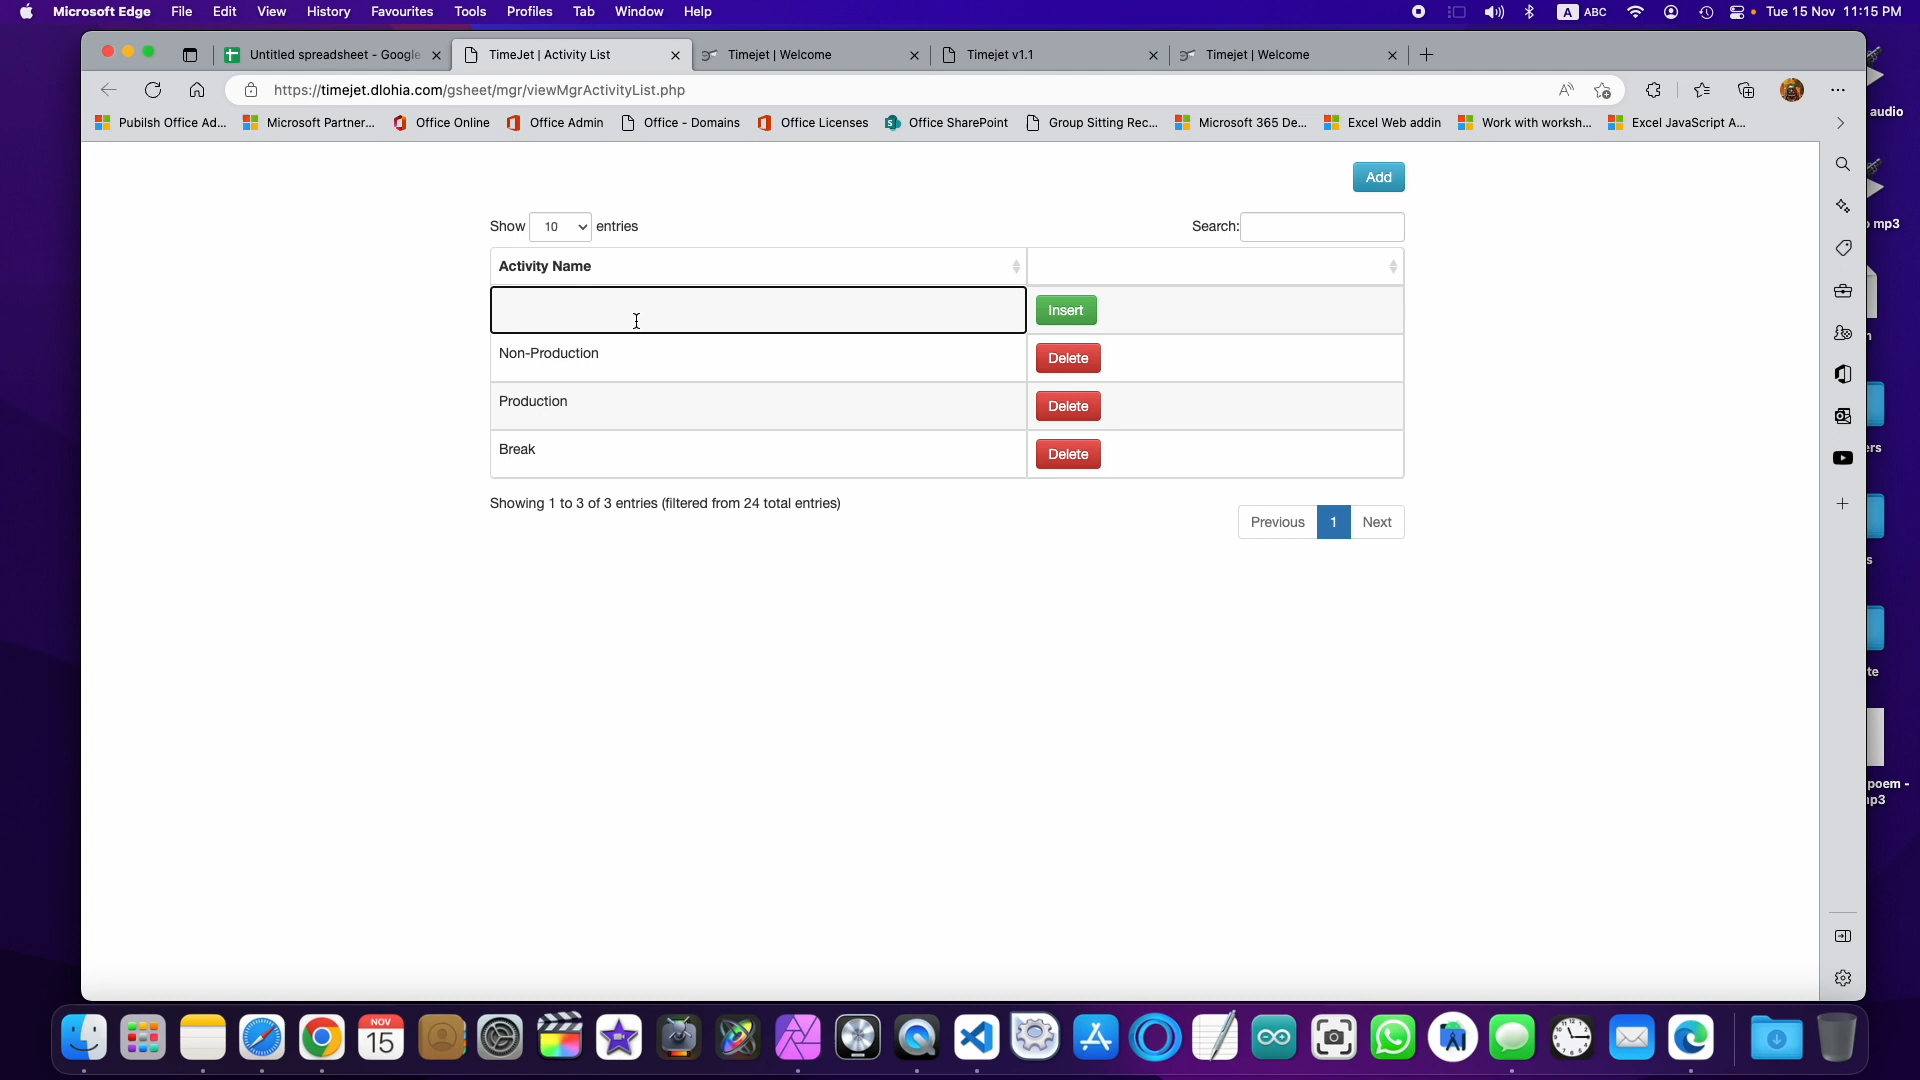 Microsoft Edge File Edit View History Favourites Tools Profiles Tab Window Help A ABC Tue 15 Nov 11:15 PM
Untitled spreadsheet - Google TimeJet | Activity List Timejet | Welcome Timejet v1.1 Timejet | Welcome
https://timejet.dlohia.com/gsheet/mgr/viewMgrActivityList.php
Pubilsh Office Ad... Microsoft Partner... Office Online Office Admin Office - Domains Office Licenses Office SharePoint Group Sitting Rec... Microsoft 365 De... Excel Web addin Work with worksh... Excel JavaScript A...
audio
Add
Show 10 entries Search:
mp3
Activity Name
Insert
Non-Production Delete
Production Delete
Break Delete
ers
Showing 1 to 3 of 3 entries (filtered from 24 total entries)
Previous 1 Next
s
te
poem -
p3
NOV
15